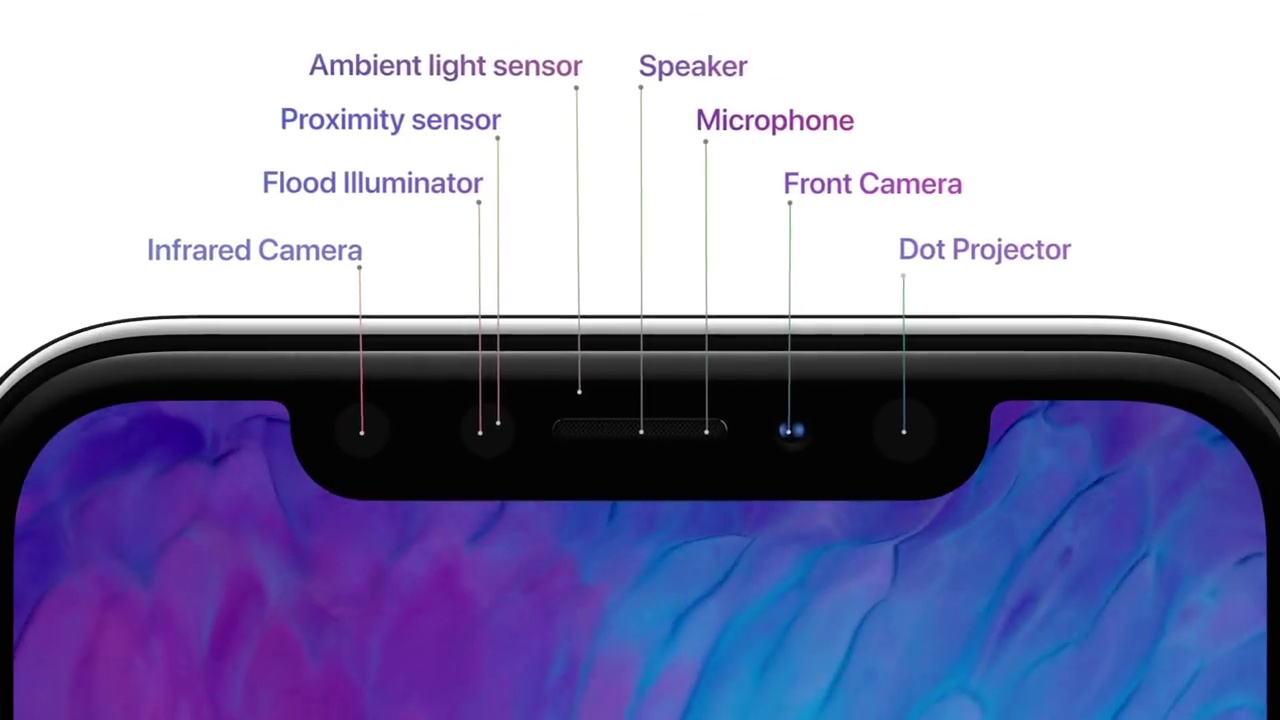 Ambient light sensor
Speaker
Proximity sensor
Microphone
Flood Illuminator
Front Camera
Infrared Camera
Dot Projector